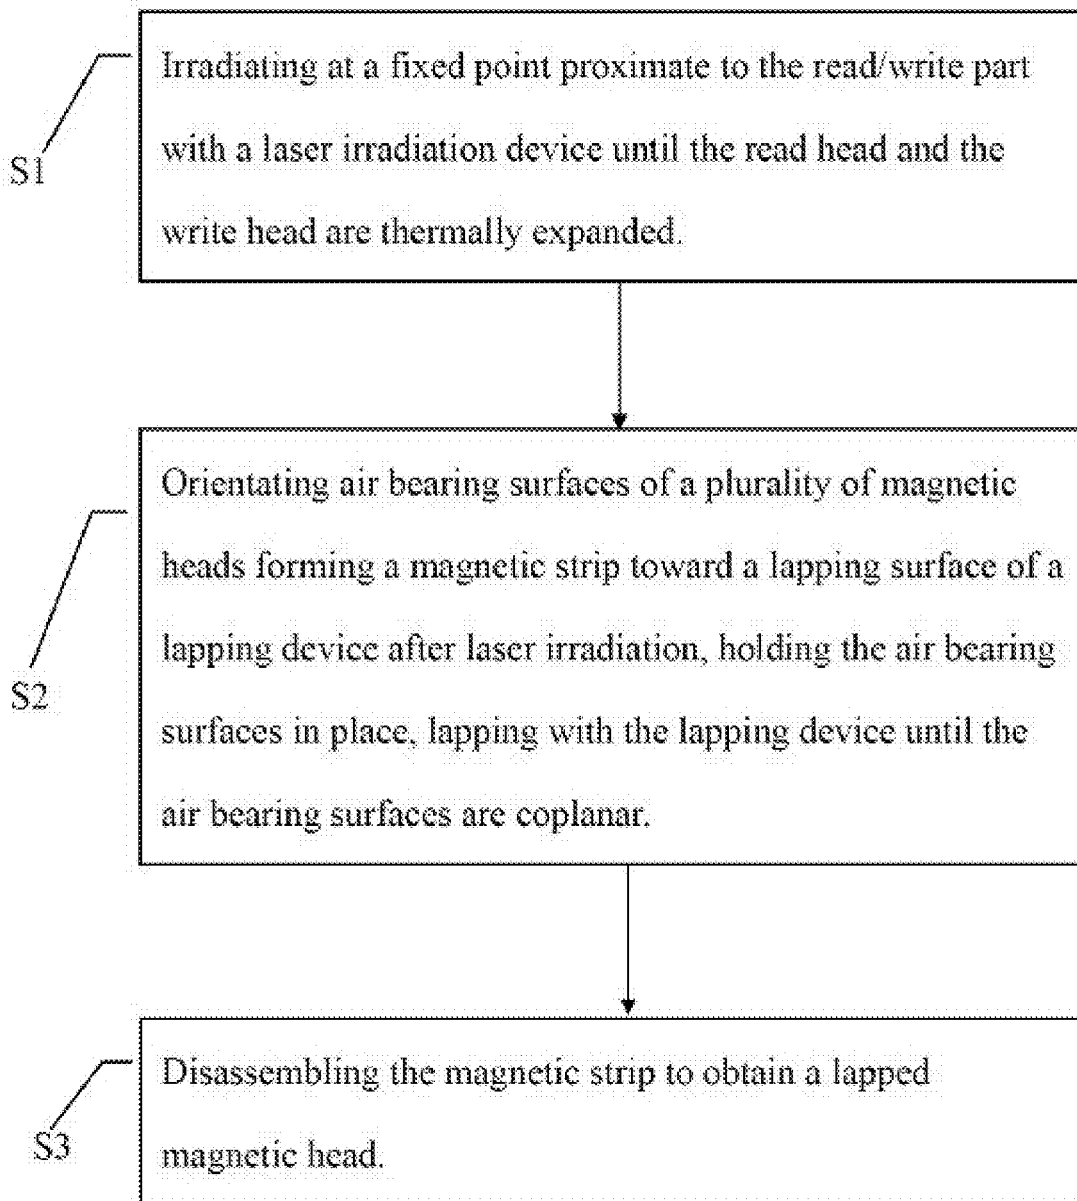 Irradiating at a fixed point proximate to the read/write part
with a laser irradiation device until the read head and the
S1
write head are thermally expanded.
Orientating air bearing surfaces of a plurality of magnetic
heads forming a magnetic strip toward a lapping surface of a
lapping device after laser irradiation, holding the air bearing
S2
surfaces in place, lapping with the lapping device until the
air bearing surfaces are coplanar.
Disassembling the magnetic strip to obtain a lapped
S3
magnetic head.